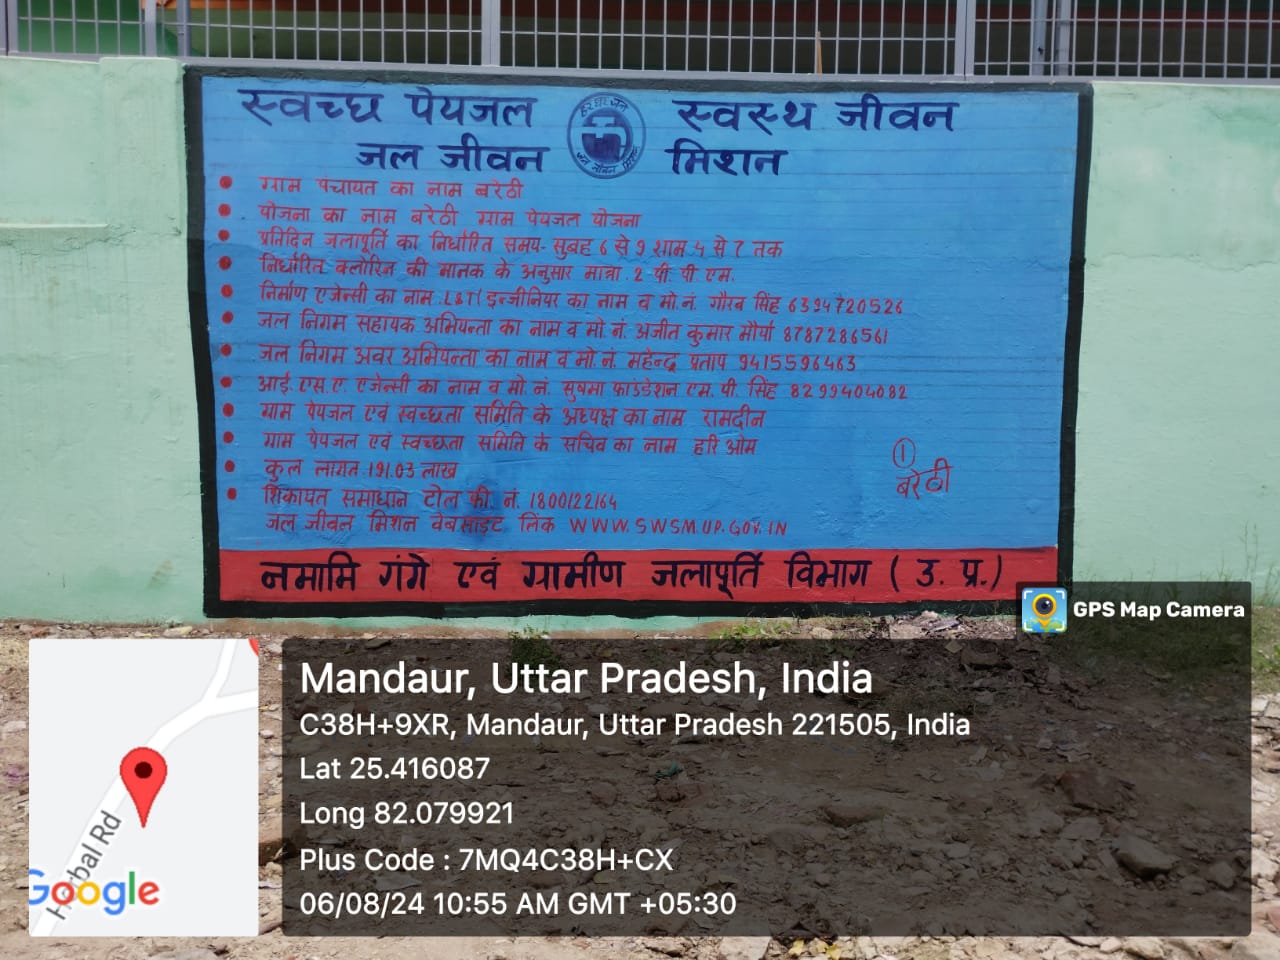 स्वच्छ पेयजल स्वस्थ जीवन
जल जीवन मिशन
हर घर जल
जल जीवन मिशन
ग्राम पंचायत का नाम बरेठी
योजना का नाम बरेठी ग्राम पेयजल योजना
प्रतिदिन जलापूर्ति का निर्धारित समय- सुबह 6 से 9 शाम 4 से 7 तक
निर्धारित क्लोरिन की मानक के अनुसार मात्रा. 2 पी. पी एम.
निर्माण एजेन्सी का नाम. L&T/ इन्जीनियर का नाम व मो.नं. गौरव सिंह 6394720526
जल निगम सहायक अभियन्ता का नाम व मो. नं. अजीत कुमार मौर्या 8787286561
जल निगम अवर अभियन्ता का नाम व मो. नं. महेन्द्र प्रताप 9415596463
आई. एस. ए. एजेन्सी का नाम व मो. नं. सुषमा फाउंडेशन एम. पी. सिंह 8299404082
ग्राम पेयजल एवं स्वच्छता समिति के अध्यक्ष का नाम रामदीन
ग्राम पेयजल एवं स्वच्छता समिति के सचिव का नाम हरि ओम
कुल लागत 191.03 लाख
शिकायत समाधान टोल फ्री. नं. 180012​2164
जल जीवन मिशन वेबसाइट लिंक WWW.SWSM.UP.GOV.IN
1
बरेठी
नमामि गंगे एवं ग्रामीण जलापूर्ति विभाग ( उ. प्र.)
GPS Map Camera
Mandaur, Uttar Pradesh, India
C38H+9XR, Mandaur, Uttar Pradesh 221505, India
Lat 25.416087
Long 82.079921
Plus Code : 7MQ4C38H+CX
06/08/24 10:55 AM GMT +05:30
Herbal Rd
Google